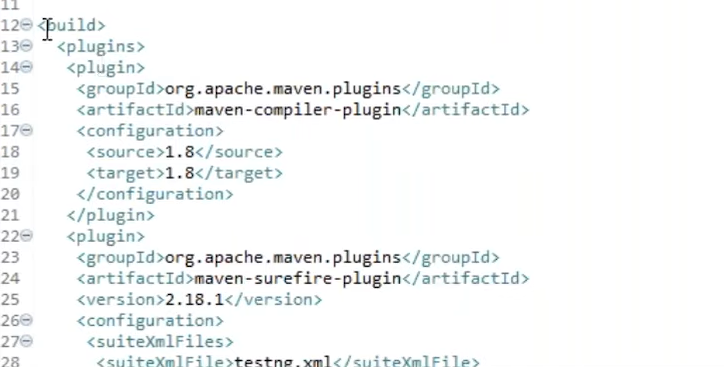 11
12 <build>
13 <plugins>
14 <plugin>
15 <groupId>org.apache.maven.plugins</groupId>
16 <artifactId>maven-compiler-plugin</artifactId>
17 <configuration>
18 <source>1.8</source>
19 <target>1.8</target>
20 </configuration>
21 </plugin>
22 <plugin>
23 <groupId>org.apache.maven.plugins</groupId>
24 <artifactId>maven-surefire-plugin</artifactId>
25 <version>2.18.1</version>
26 <configuration>
27 <suiteXmlFiles>
28 <suiteXmlFile>testng.xml</suiteXmlFile>